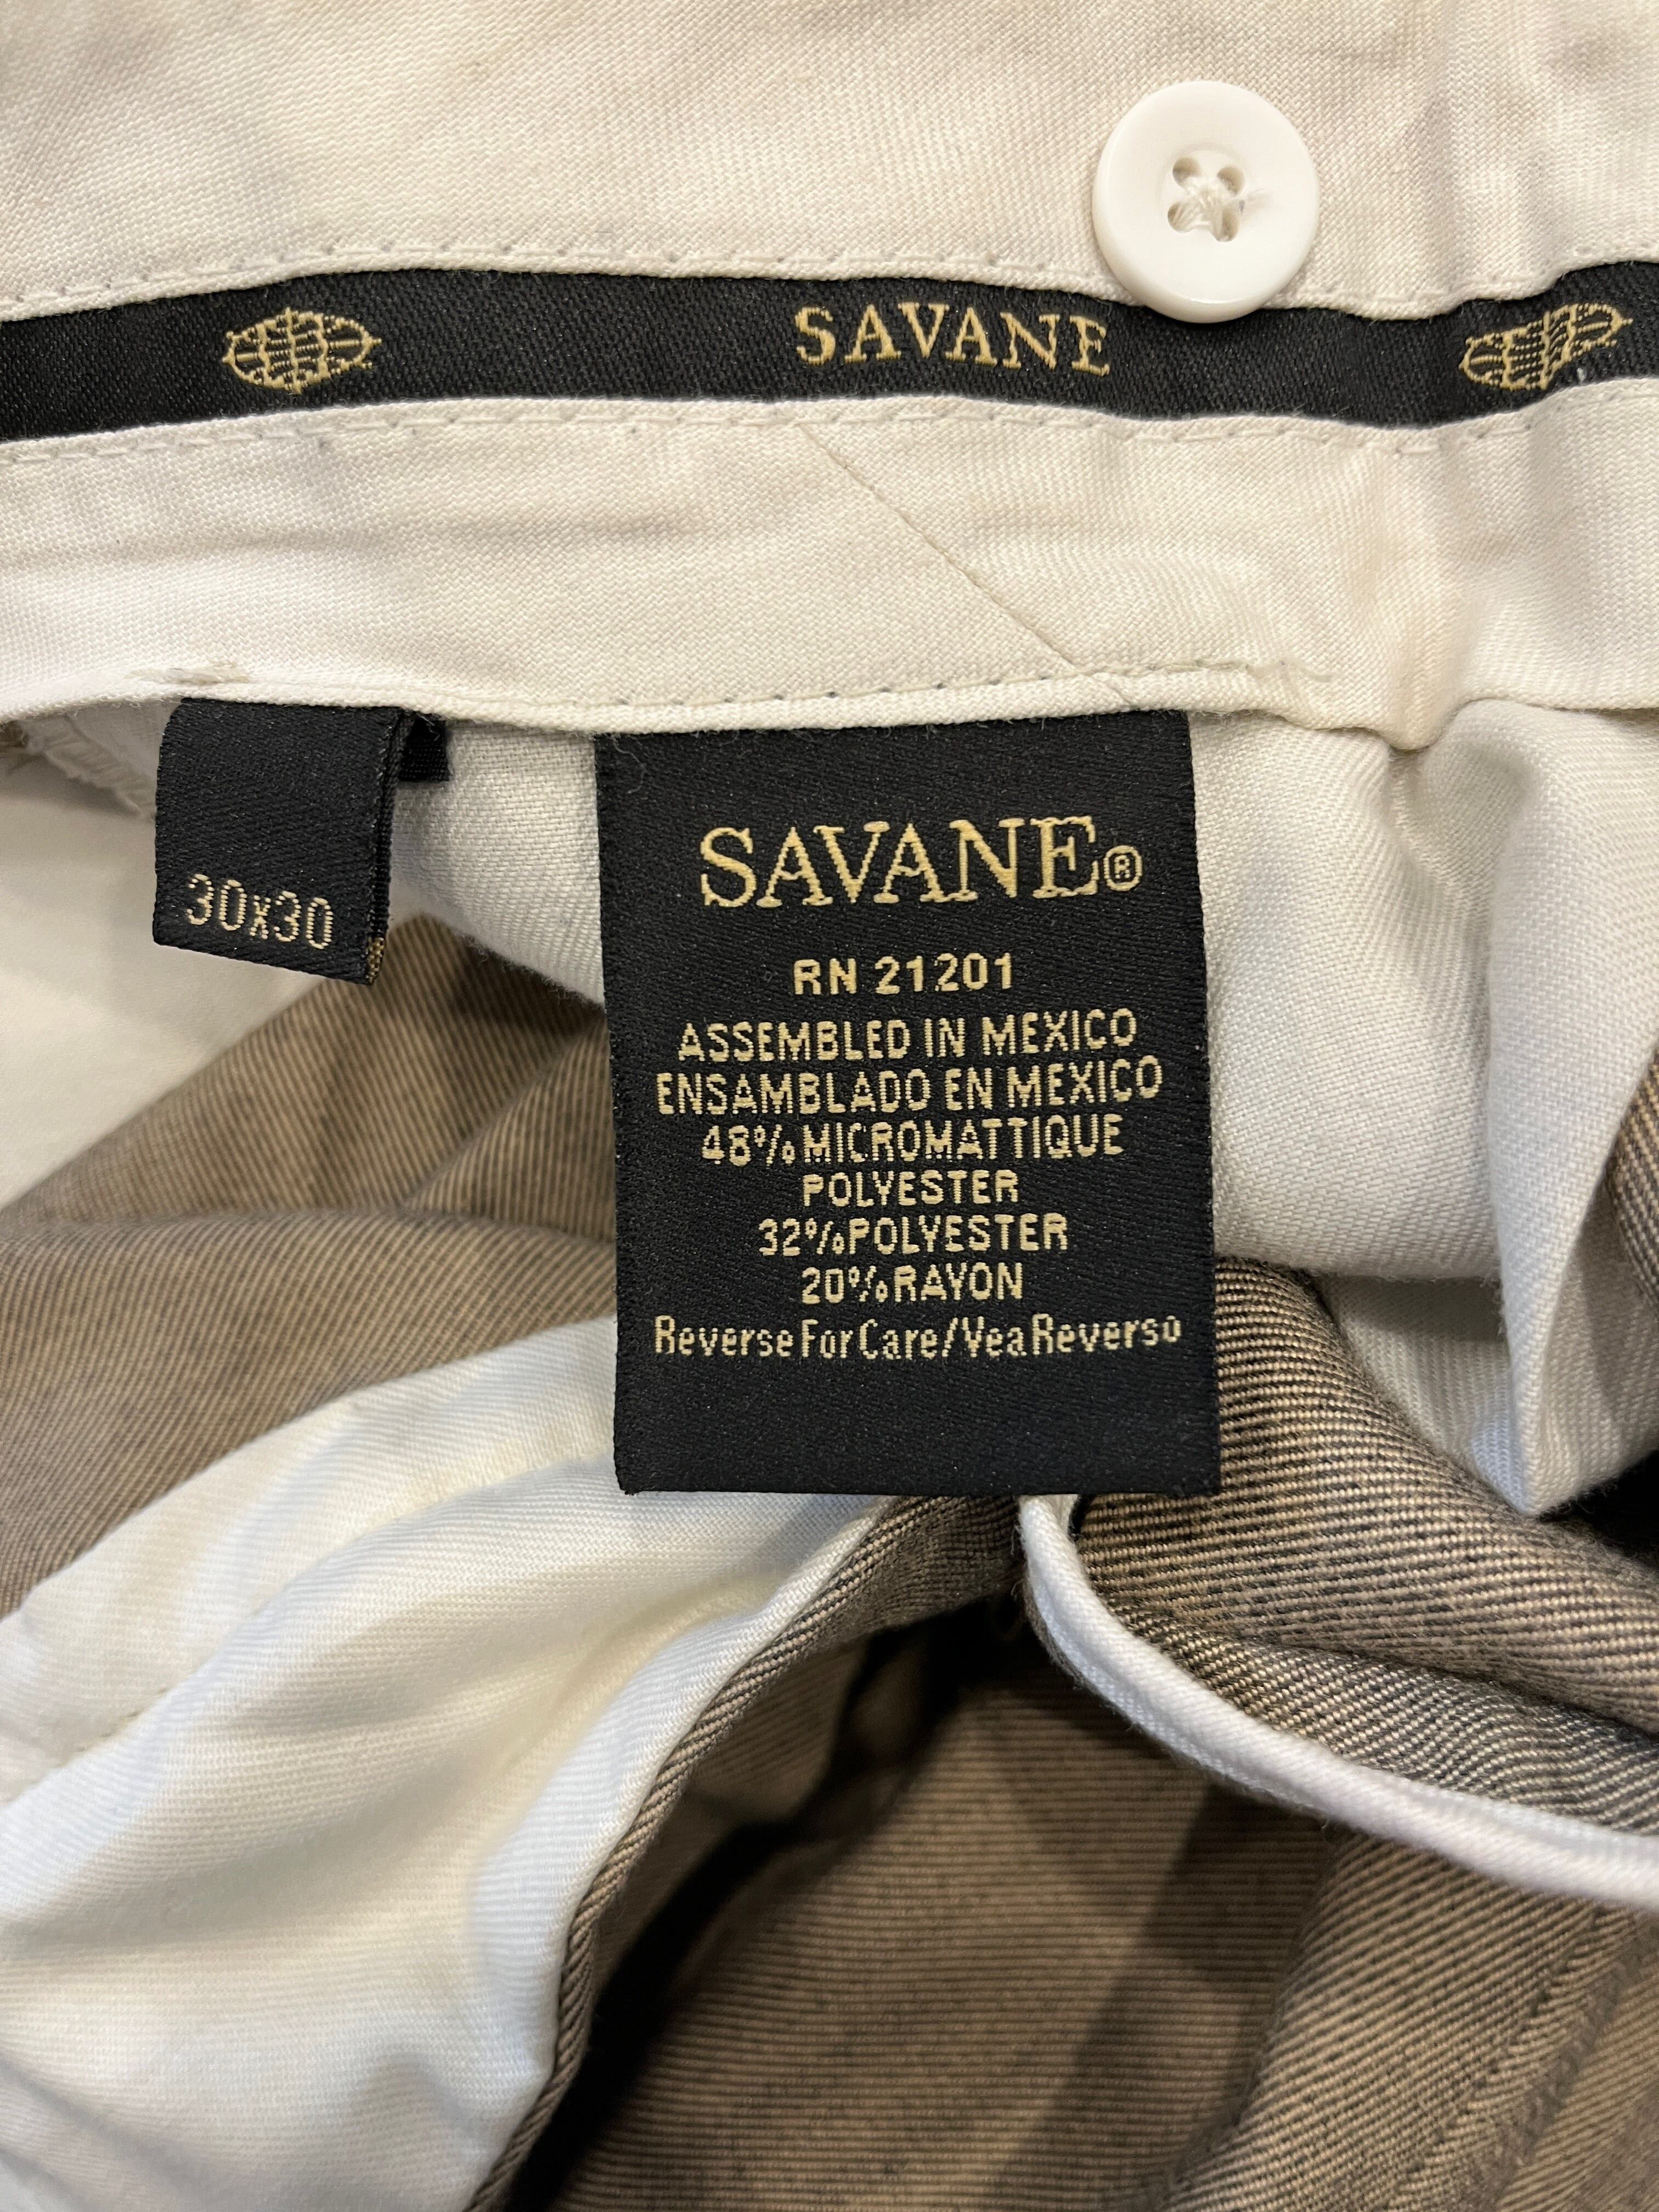 SAVANE
30x30
SAVANE®
RN 21201
ASSEMBLED IN MEXICO
ENSAMBLADO EN MEXICO
48% MICROMATTIQUE
POLYESTER
32% POLYESTER
20% RAYON
Reverse For Care/Vea Reverso